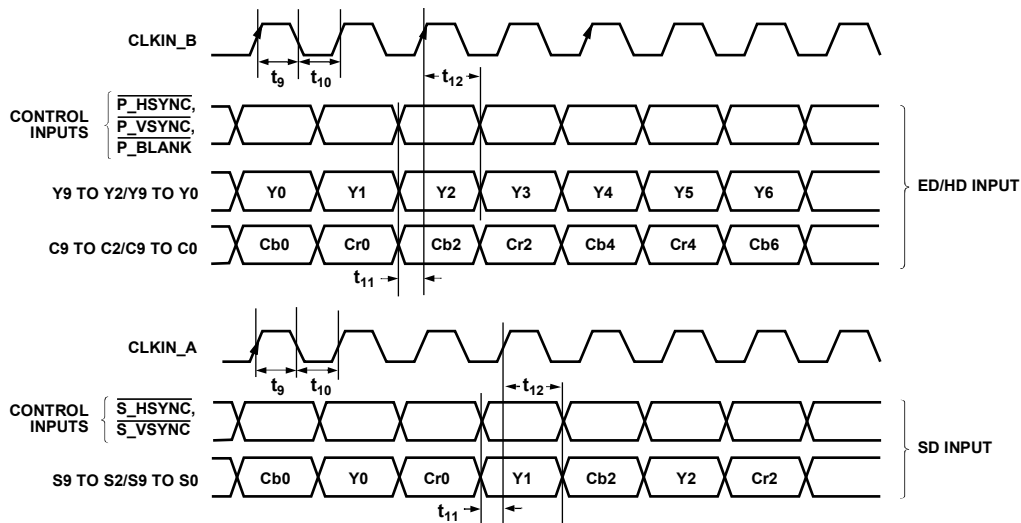 CLKIN_B
t9 t10
t12
CONTROL INPUTS
P_HSYNC,
P_VSYNC,
P_BLANK
Y9 TO Y2/Y9 TO Y0 Y0 Y1 Y2 Y3 Y4 Y5 Y6
ED/HD INPUT
C9 TO C2/C9 TO C0 Cb0 Cr0 Cb2 Cr2 Cb4 Cr4 Cb6
t11
CLKIN_A
t9 t10
t12
CONTROL INPUTS
S_HSYNC,
S_VSYNC
SD INPUT
S9 TO S2/S9 TO S0 Cb0 Y0 Cr0 Y1 Cb2 Y2 Cr2
t11